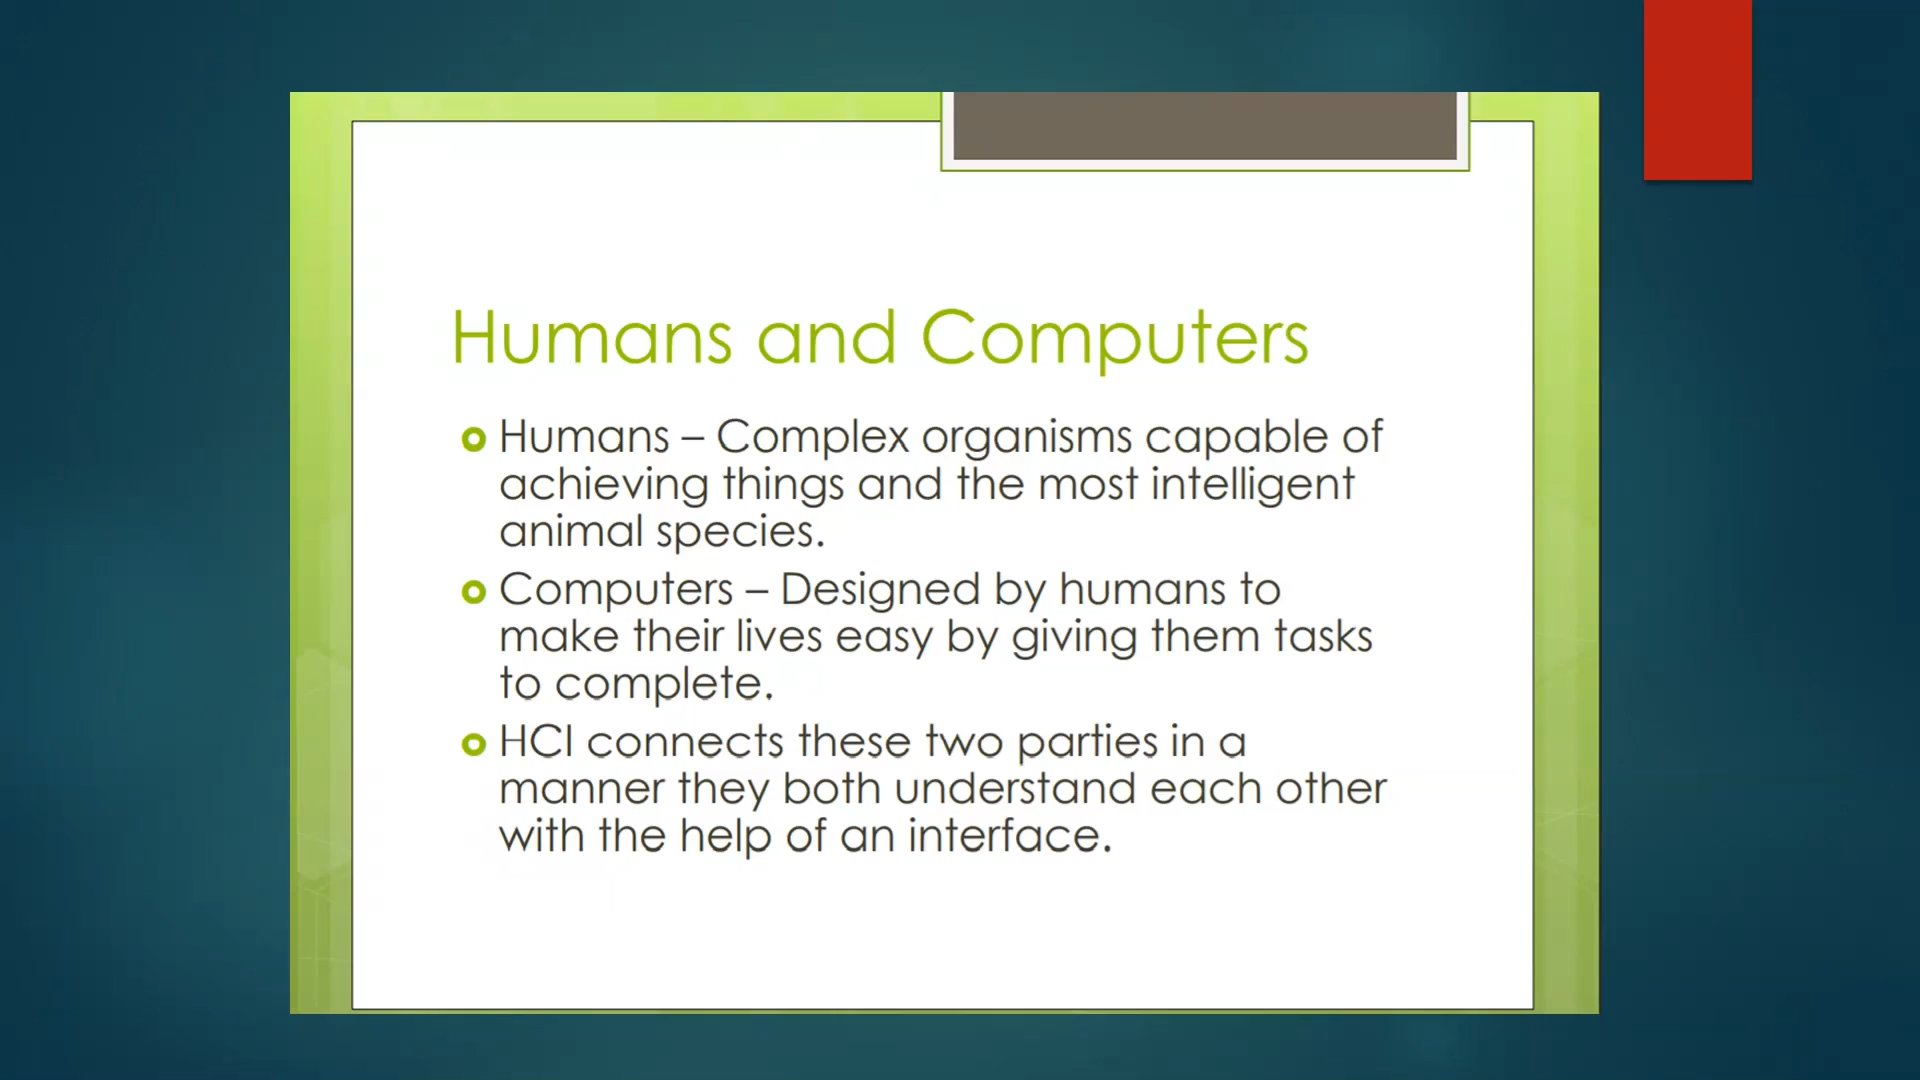 Humans and Computers
Humans – Complex organisms capable of
achieving things and the most intelligent
animal species.
Computers – Designed by humans to
make their lives easy by giving them tasks
to complete.
HCI connects these two parties in a
manner they both understand each other
with the help of an interface.